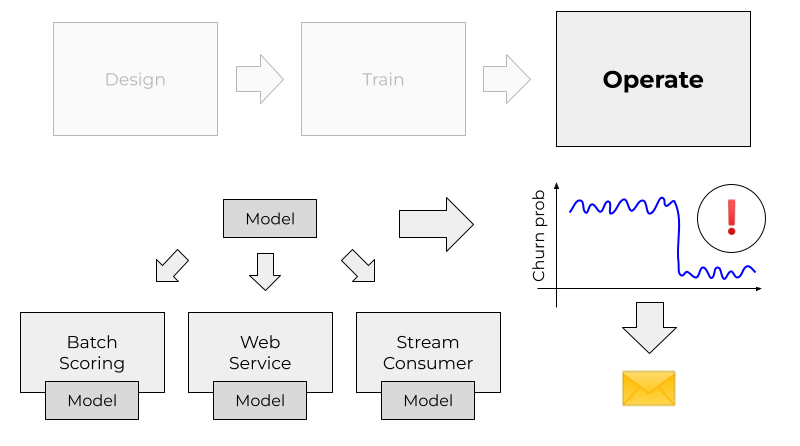 Design
Train
Operate
Model
Churn prob
Batch
Scoring
Web
Service
Stream
Consumer
Model
Model
Model